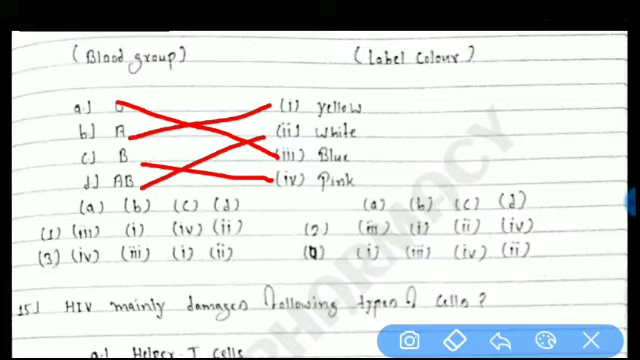 (Blood group) (Label Colour)
a.) O (i) Yellow
b.) A (ii) White
c.) B (iii) Blue
d.) AB (iv) Pink
(a) (b) (c) (d) (a) (b) (c) (d)
(1) (iii) (i) (iv) (ii) (2) (iii) (i) (ii) (iv)
(3) (iv) (iii) (i) (ii) (4) (i) (iii) (iv) (ii)
15.) HIV mainly damages following types of cells?
a.) Helper T cells
PHARMACY